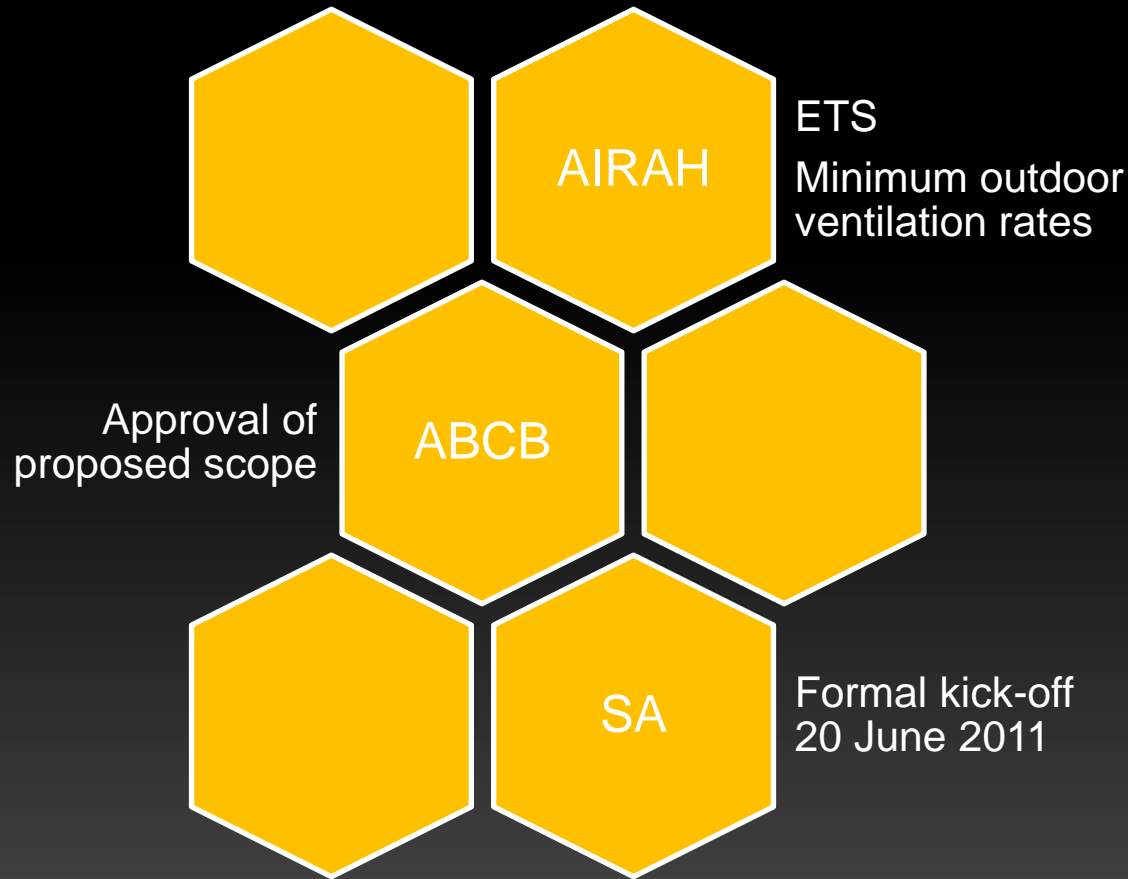 AIRAH
ETS
Minimum outdoor
ventilation rates
Approval of
proposed scope
ABCB
SA
Formal kick-off
20 June 2011